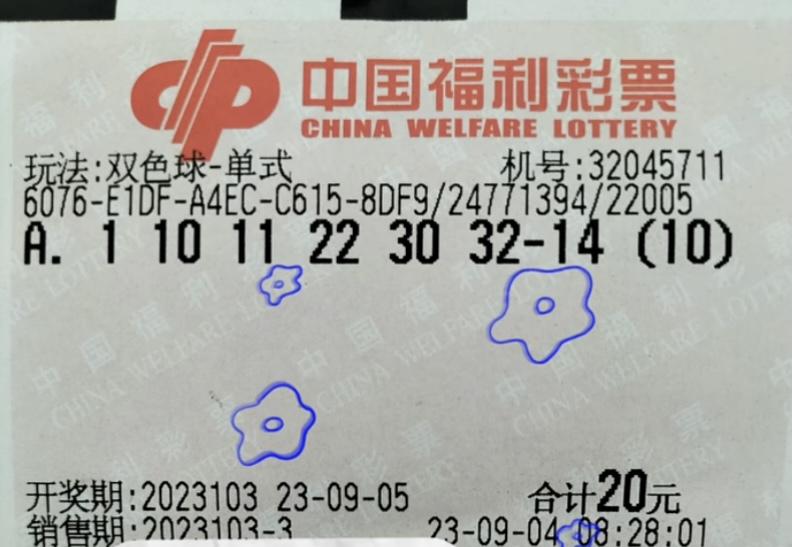 中国福利彩票
CHINA WELFARE LOTTERY
玩法:双色球-单式 机号:32045711
6076-E1DF-A4EC-C615-8DF9/24771394/22005
A. 1 10 11 22 30 32-14 (10)
开奖期:2023103 23-09-05 合计20元
销售期:2023103-3 23-09-04 08:28:01